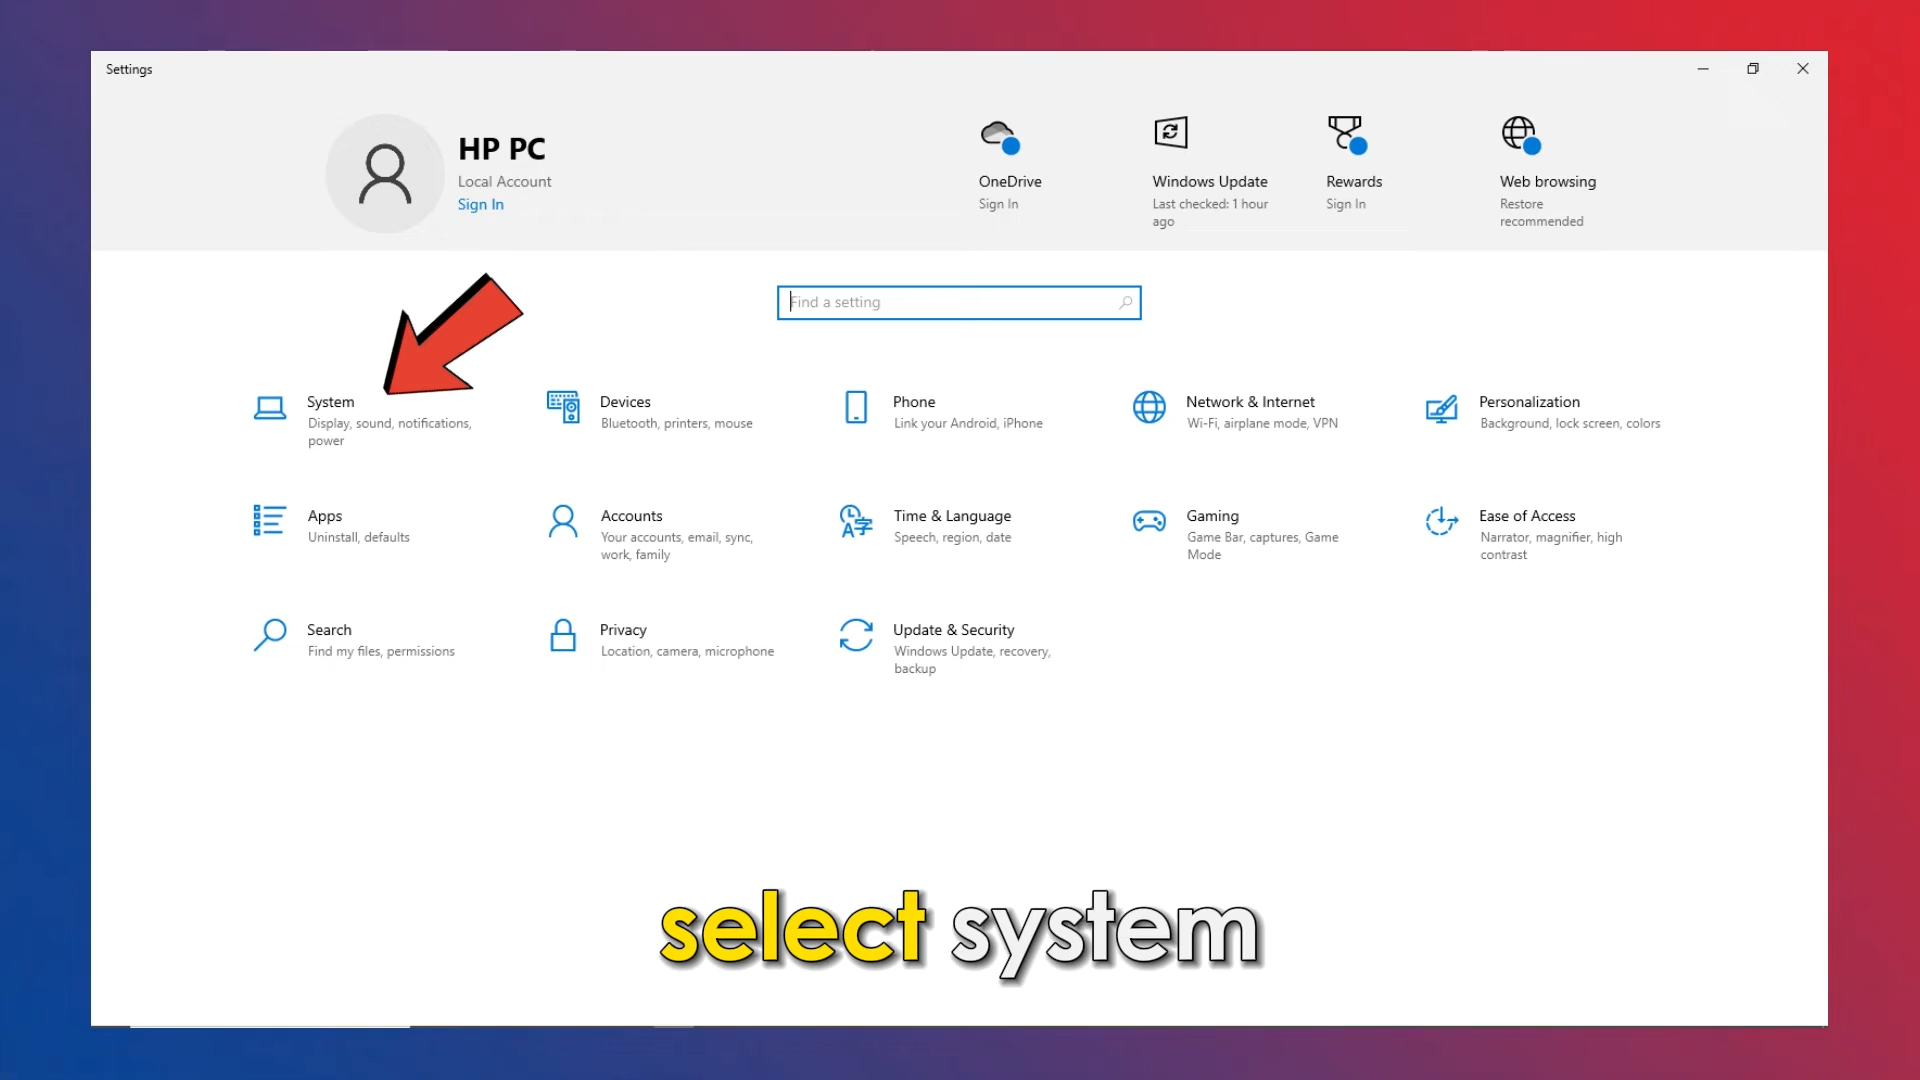 Settings
HP PC
Local Account
Sign In
OneDrive
Sign In
Windows Update
Last checked: 1 hour
ago
Rewards
Sign In
Web browsing
Restore
recommended
Find a setting
System
Display, sound, notifications,
power
Devices
Bluetooth, printers, mouse
Phone
Link your Android, iPhone
Network & Internet
Wi-Fi, airplane mode, VPN
Personalization
Background, lock screen, colors
Apps
Uninstall, defaults
Accounts
Your accounts, email, sync,
work, family
Time & Language
Speech, region, date
Gaming
Game Bar, captures, Game
Mode
Ease of Access
Narrator, magnifier, high
contrast
Search
Find my files, permissions
Privacy
Location, camera, microphone
Update & Security
Windows Update, recovery,
backup
select system